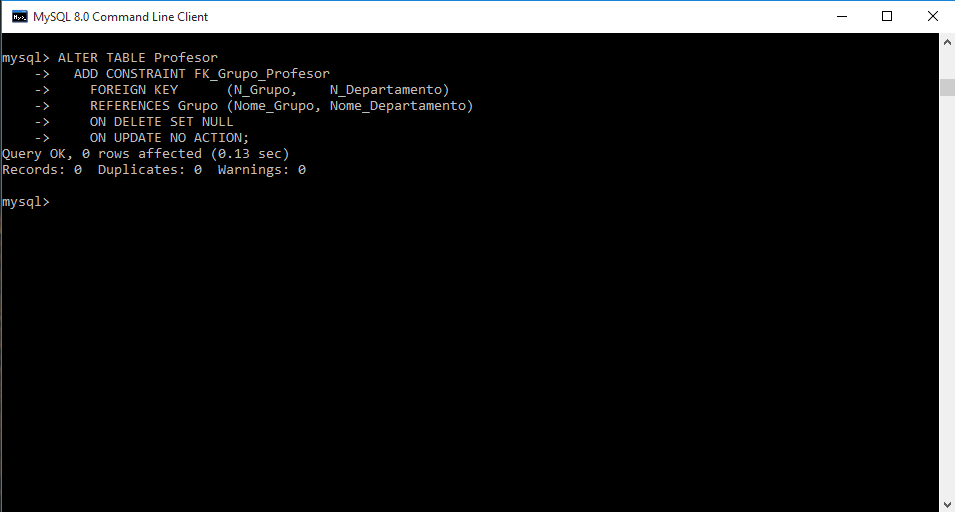 MySQL 8.0 Command Line Client
mysql> ALTER TABLE Profesor
    ->   ADD CONSTRAINT FK_Grupo_Profesor
    ->     FOREIGN KEY      (N_Grupo,    N_Departamento)
    ->     REFERENCES Grupo (Nome_Grupo, Nome_Departamento)
    ->     ON DELETE SET NULL
    ->     ON UPDATE NO ACTION;
Query OK, 0 rows affected (0.13 sec)
Records: 0  Duplicates: 0  Warnings: 0
mysql>